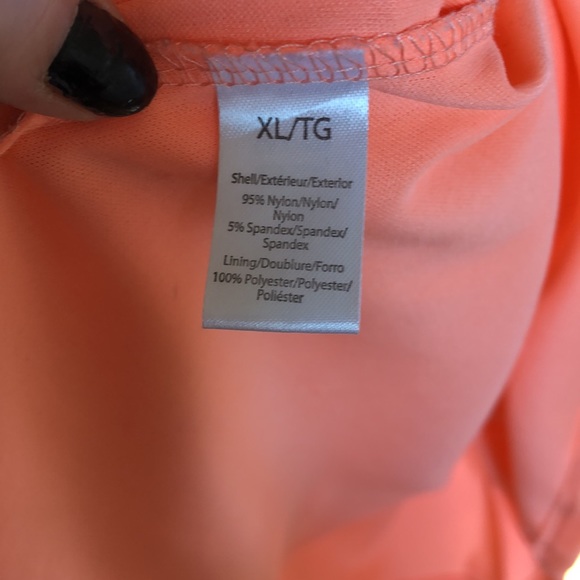 XL/TG
Shell/Extérieur/Exterior
95% Nylon/Nylon/
Nylon
5% Spandex/Spandex/
Spandex
Lining/Doublure/Forro
100% Polyester/Polyester/
Poliéster